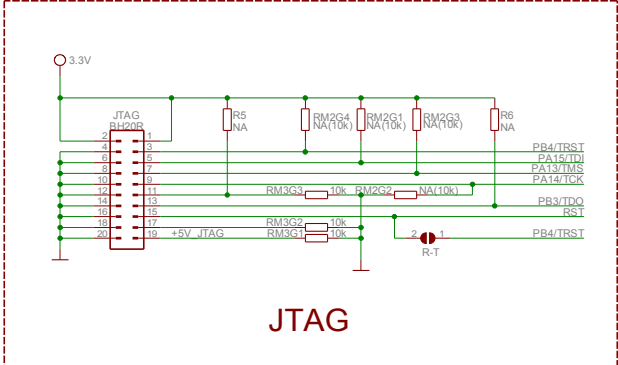 3.3V
JTAG
BH20R
R5
NA
RM2G4
NA(10k)
RM2G1
NA(10k)
RM2G3
NA(10k)
R6
NA
2 1
4 3 PB4/TRST
6 5 PA15/TDI
8 7 PA13/TMS
10 9 PA14/TCK
12 11 RM3G3 10k RM2G2 NA(10k)
14 13 PB3/TDO
16 15 RST
18 17 RM3G2 10k
20 19 +5V_JTAG RM3G1 10k 2 1 PB4/TRST
R-T
JTAG